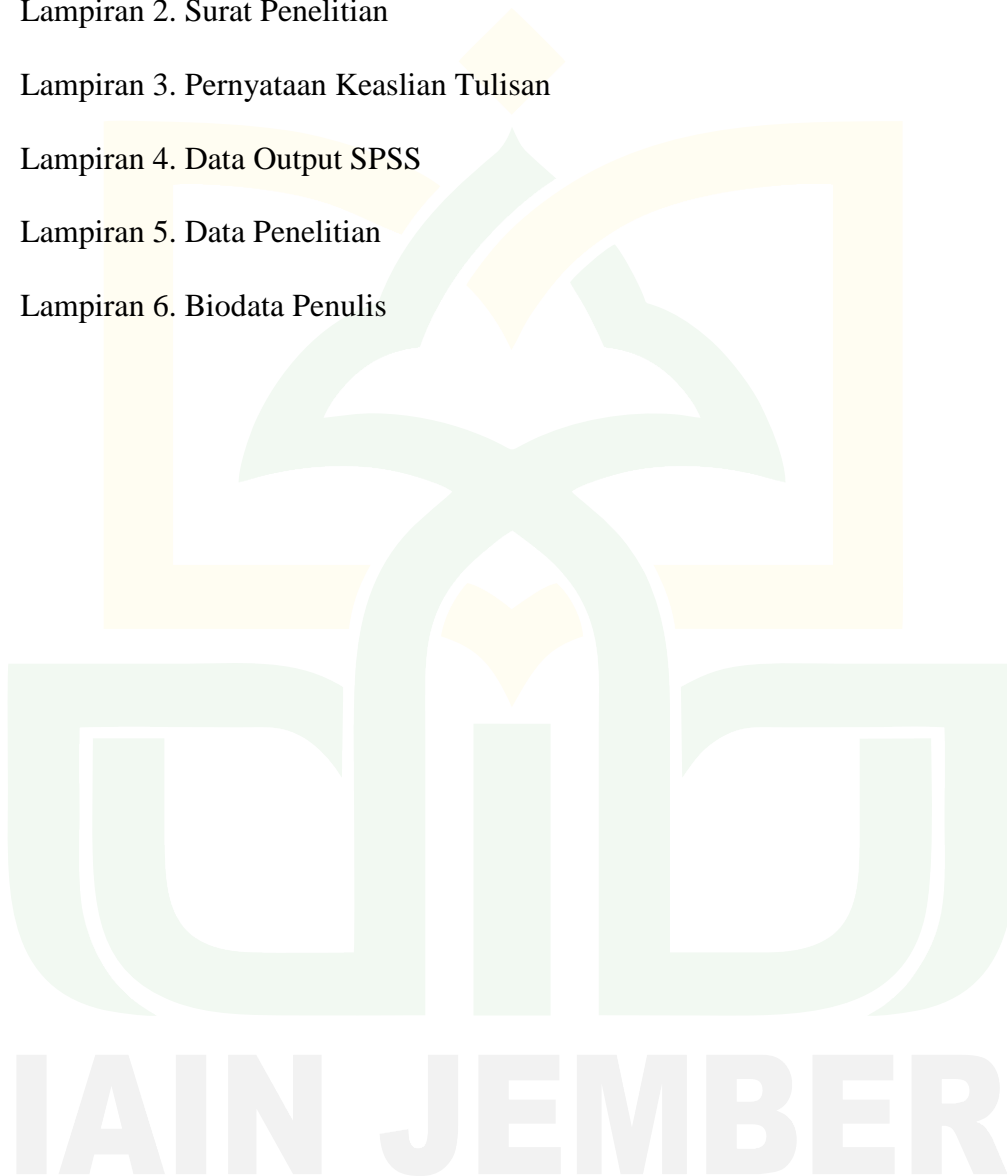 Lampiran 2. Surat Penelitian
Lampiran 3. Pernyataan Keaslian Tulisan
Lampiran 4. Data Output SPSS
Lampiran 5. Data Penelitian
Lampiran 6. Biodata Penulis
IAIN JEMBER